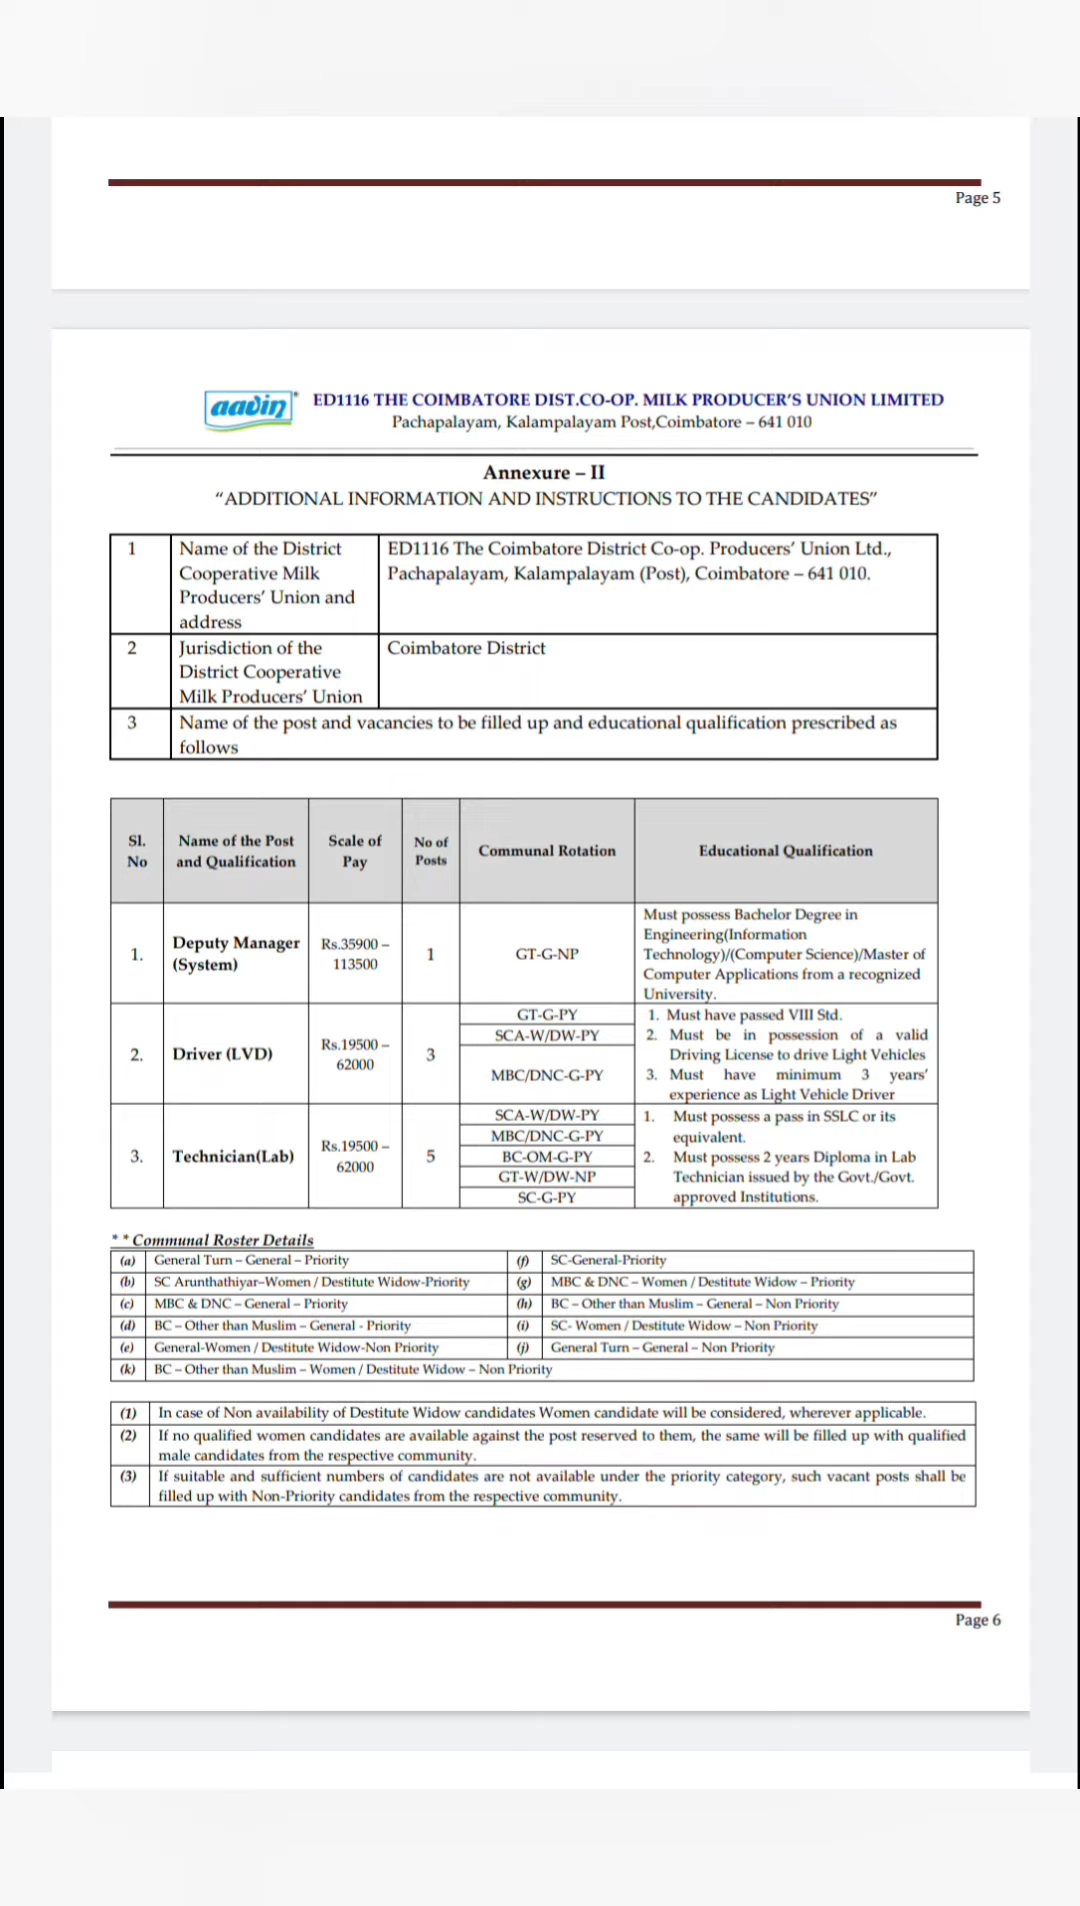 Page 5
aavin
ED1116 THE COIMBATORE DIST.CO-OP. MILK PRODUCER'S UNION LIMITED
Pachapalayam, Kalampalayam Post,Coimbatore – 641 010
Annexure – II
"ADDITIONAL INFORMATION AND INSTRUCTIONS TO THE CANDIDATES"
1
Name of the District
Cooperative Milk
Producers' Union and
address
ED1116 The Coimbatore District Co-op. Producers' Union Ltd.,
Pachapalayam, Kalampalayam (Post), Coimbatore – 641 010.
2
Jurisdiction of the
District Cooperative
Milk Producers' Union
Coimbatore District
3
Name of the post and vacancies to be filled up and educational qualification prescribed as
follows
Sl.
No
Name of the Post
and Qualification
Scale of
Pay
No of
Posts
Communal Rotation
Educational Qualification
1.
Deputy Manager
(System)
Rs.35900 –
113500
1
GT-G-NP
Must possess Bachelor Degree in
Engineering(Information
Technology)/(Computer Science)/Master of
Computer Applications from a recognized
University.
2.
Driver (LVD)
Rs.19500 –
62000
3
GT-G-PY
SCA-W/DW-PY
MBC/DNC-G-PY
1. Must have passed VIII Std.
2. Must be in possession of a valid
Driving License to drive Light Vehicles
3. Must have minimum 3 years'
experience as Light Vehicle Driver
3.
Technician(Lab)
Rs.19500 –
62000
5
SCA-W/DW-PY
MBC/DNC-G-PY
BC-OM-G-PY
GT-W/DW-NP
SC-G-PY
1. Must possess a pass in SSLC or its
equivalent.
2. Must possess 2 years Diploma in Lab
Technician issued by the Govt./Govt.
approved Institutions.
* * Communal Roster Details
(a) General Turn – General – Priority
(f) SC-General-Priority
(b) SC Arunthathiyar–Women / Destitute Widow-Priority
(g) MBC & DNC – Women / Destitute Widow – Priority
(c) MBC & DNC – General – Priority
(h) BC – Other than Muslim – General – Non Priority
(d) BC – Other than Muslim – General - Priority
(i) SC- Women / Destitute Widow – Non Priority
(e) General-Women / Destitute Widow-Non Priority
(j) General Turn – General – Non Priority
(k) BC – Other than Muslim – Women / Destitute Widow – Non Priority
(1) In case of Non availability of Destitute Widow candidates Women candidate will be considered, wherever applicable.
(2) If no qualified women candidates are available against the post reserved to them, the same will be filled up with qualified
male candidates from the respective community.
(3) If suitable and sufficient numbers of candidates are not available under the priority category, such vacant posts shall be
filled up with Non-Priority candidates from the respective community.
Page 6